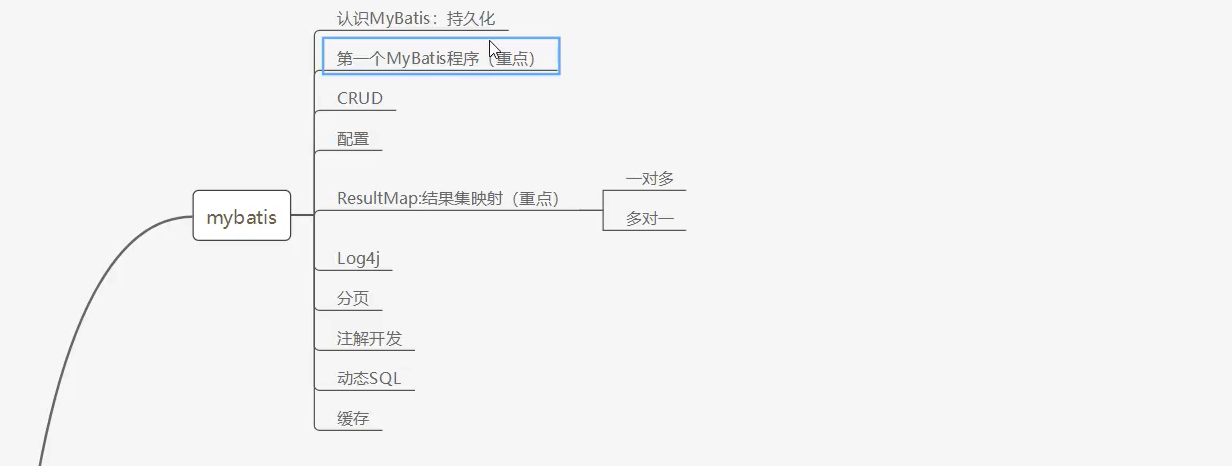 认识MyBatis：持久化
第一个MyBatis程序（重点）
CRUD
配置
ResultMap:结果集映射（重点）
一对多
多对一
mybatis
Log4j
分页
注解开发
动态SQL
缓存